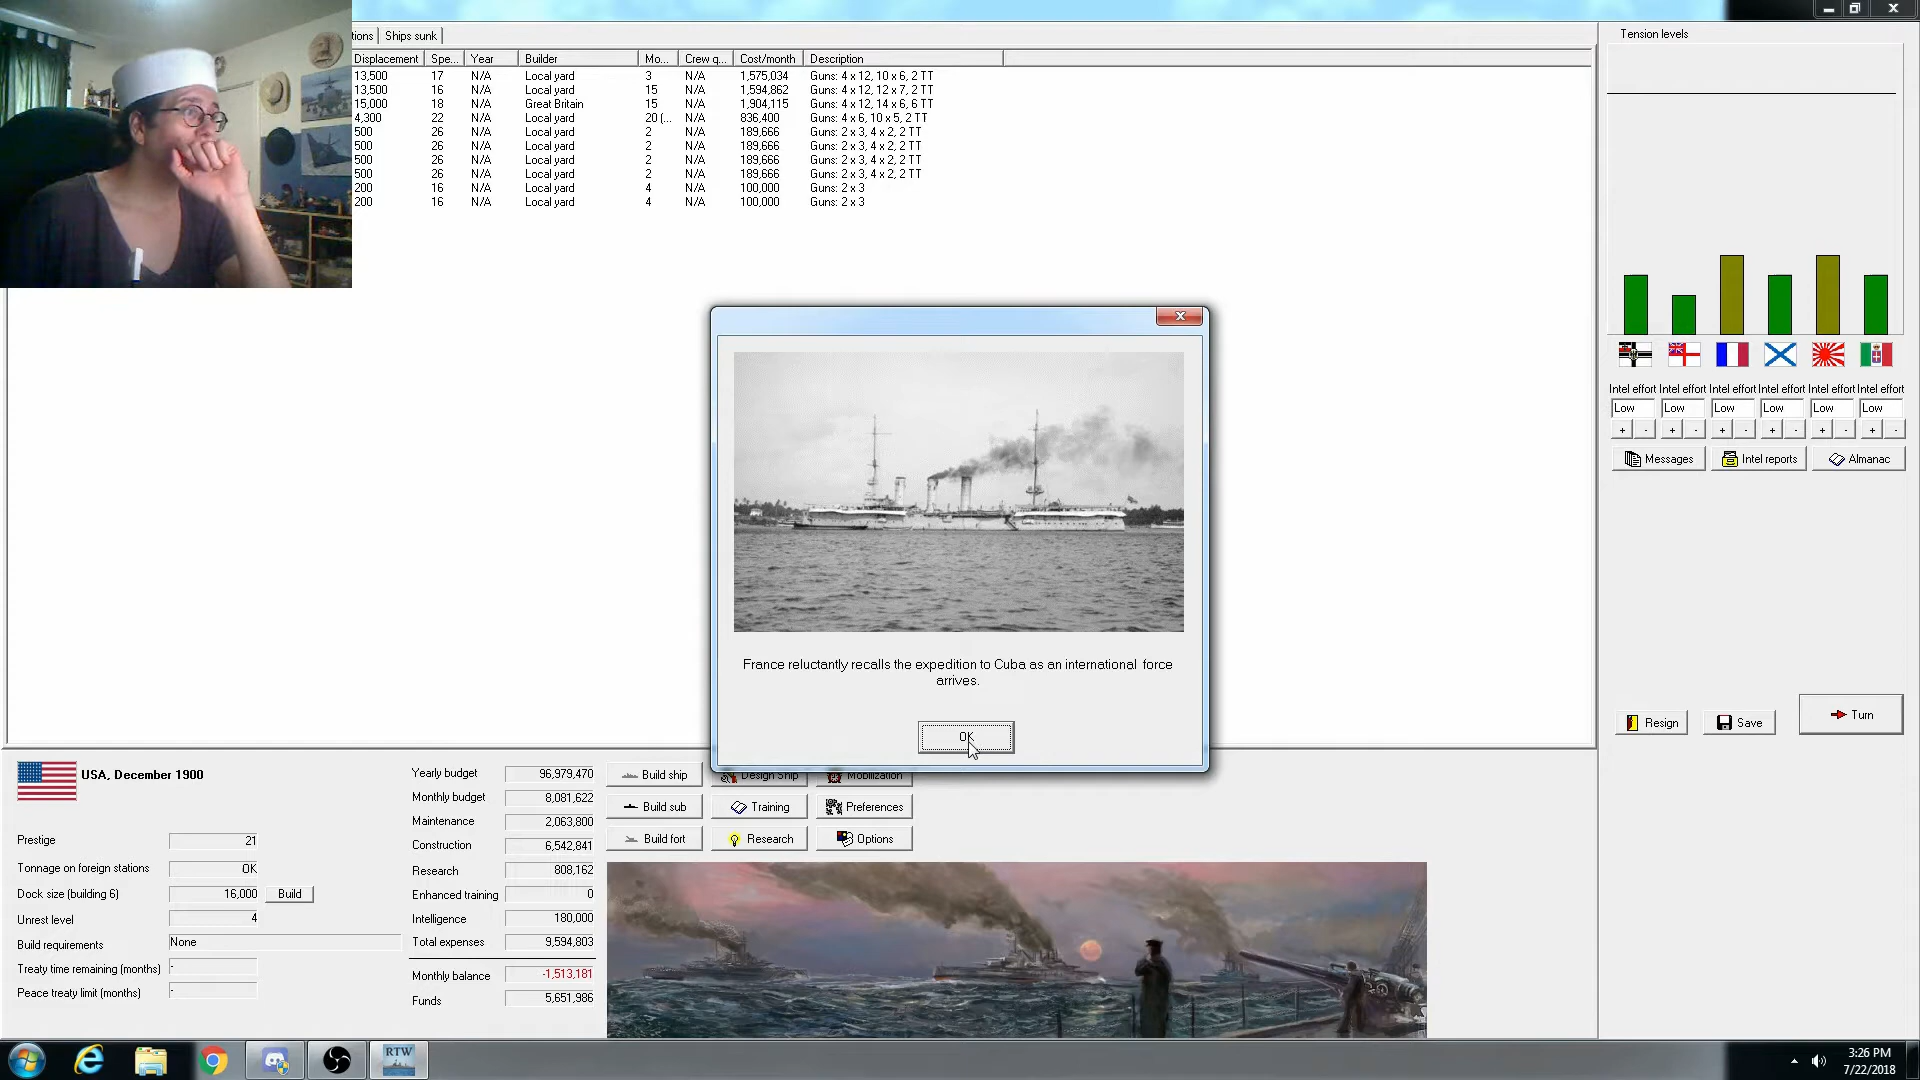 tions Ships sunk
Displacement Spe... Year Builder Mo... Crew q... Cost/month Description
13,500 17 N/A Local yard 3 N/A 1,575,034 Guns: 4 x 12, 10 x 6, 2 TT
13,500 16 N/A Local yard 15 N/A 1,594,862 Guns: 4 x 12, 12 x 7, 2 TT
15,000 18 N/A Great Britain 15 N/A 1,904,115 Guns: 4 x 12, 14 x 6, 6 TT
4,300 22 N/A Local yard 20 (... N/A 836,400 Guns: 4 x 6, 10 x 5, 2 TT
500 26 N/A Local yard 2 N/A 189,666 Guns: 2 x 3, 4 x 2, 2 TT
500 26 N/A Local yard 2 N/A 189,666 Guns: 2 x 3, 4 x 2, 2 TT
500 26 N/A Local yard 2 N/A 189,666 Guns: 2 x 3, 4 x 2, 2 TT
500 26 N/A Local yard 2 N/A 189,666 Guns: 2 x 3, 4 x 2, 2 TT
200 16 N/A Local yard 4 N/A 100,000 Guns: 2 x 3
200 16 N/A Local yard 4 N/A 100,000 Guns: 2 x 3
Tension levels
Intel effort Intel effort Intel effort Intel effort Intel effort Intel effort
Low Low Low Low Low Low
+ - + - + - + - + - + -
Messages Intel reports Almanac
Resign Save Turn
France reluctantly recalls the expedition to Cuba as an international force
arrives.
OK
USA, December 1900
Prestige 21
Tonnage on foreign stations OK
Dock size (building 6) 16,000 Build
Unrest level 4
Build requirements None
Treaty time remaining (months) -
Peace treaty limit (months) -
Yearly budget 96,979,470
Monthly budget 8,081,622
Maintenance 2,063,800
Construction 6,542,841
Research 808,162
Enhanced training 0
Intelligence 180,000
Total expenses 9,594,803
Monthly balance -1,513,181
Funds 5,651,986
Build ship Design Ship Mobilization
Build sub Training Preferences
Build fort Research Options
RTW
3:26 PM
7/22/2018